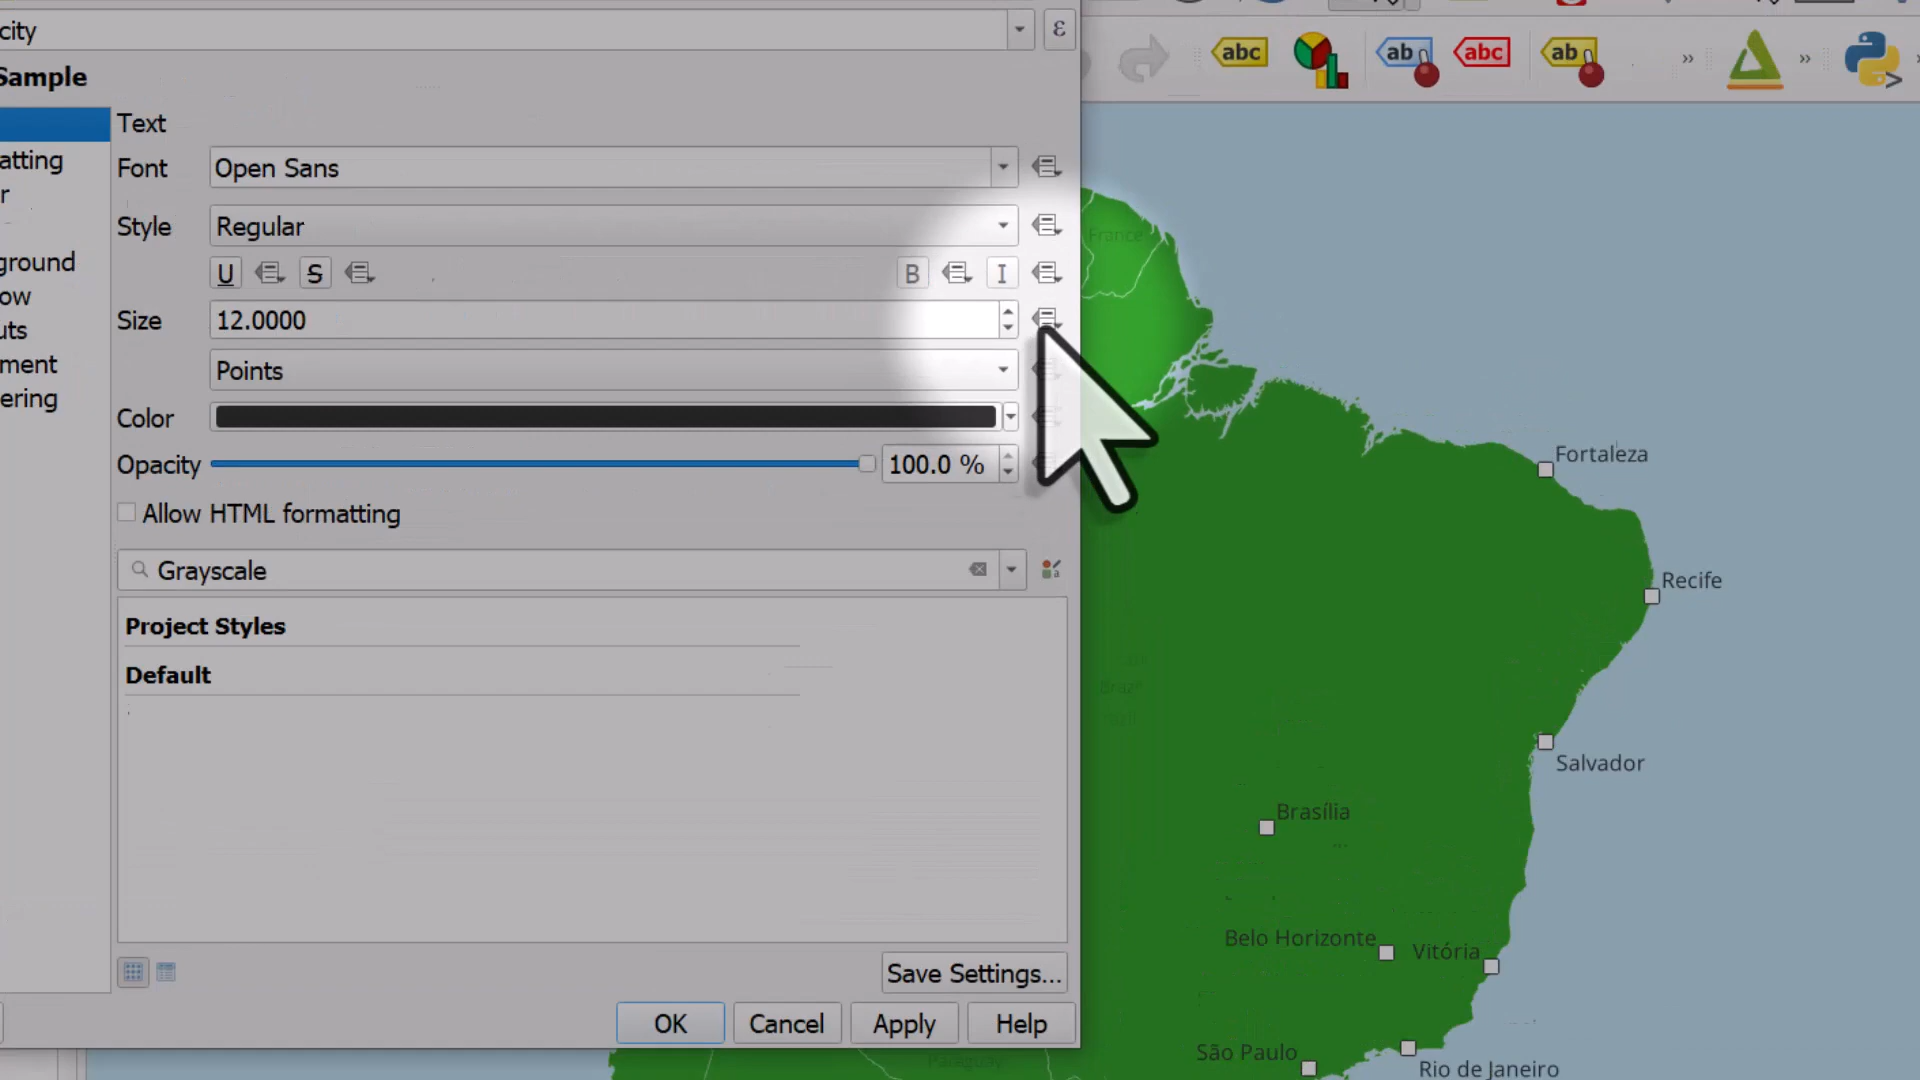 city
ε
Sample
abc
ab
abc
ab
»
»
Text
atting
Font
Open Sans
r
Style
Regular
France
ground
U
S
B
I
ow
Size
12.0000
uts
ment
Points
ering
Color
Opacity
100.0 %
Fortaleza
Allow HTML formatting
Grayscale
Recife
Project Styles
Default
Salvador
Brasília
Belo Horizonte
Vitória
Save Settings...
OK
Cancel
Apply
Help
São Paulo
Paraguay
Rio de Janeiro